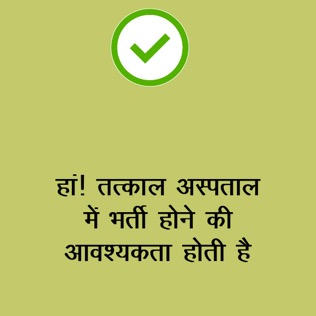 हां! तत्काल अस्पताल
में भर्ती होने की
आवश्यकता होती है